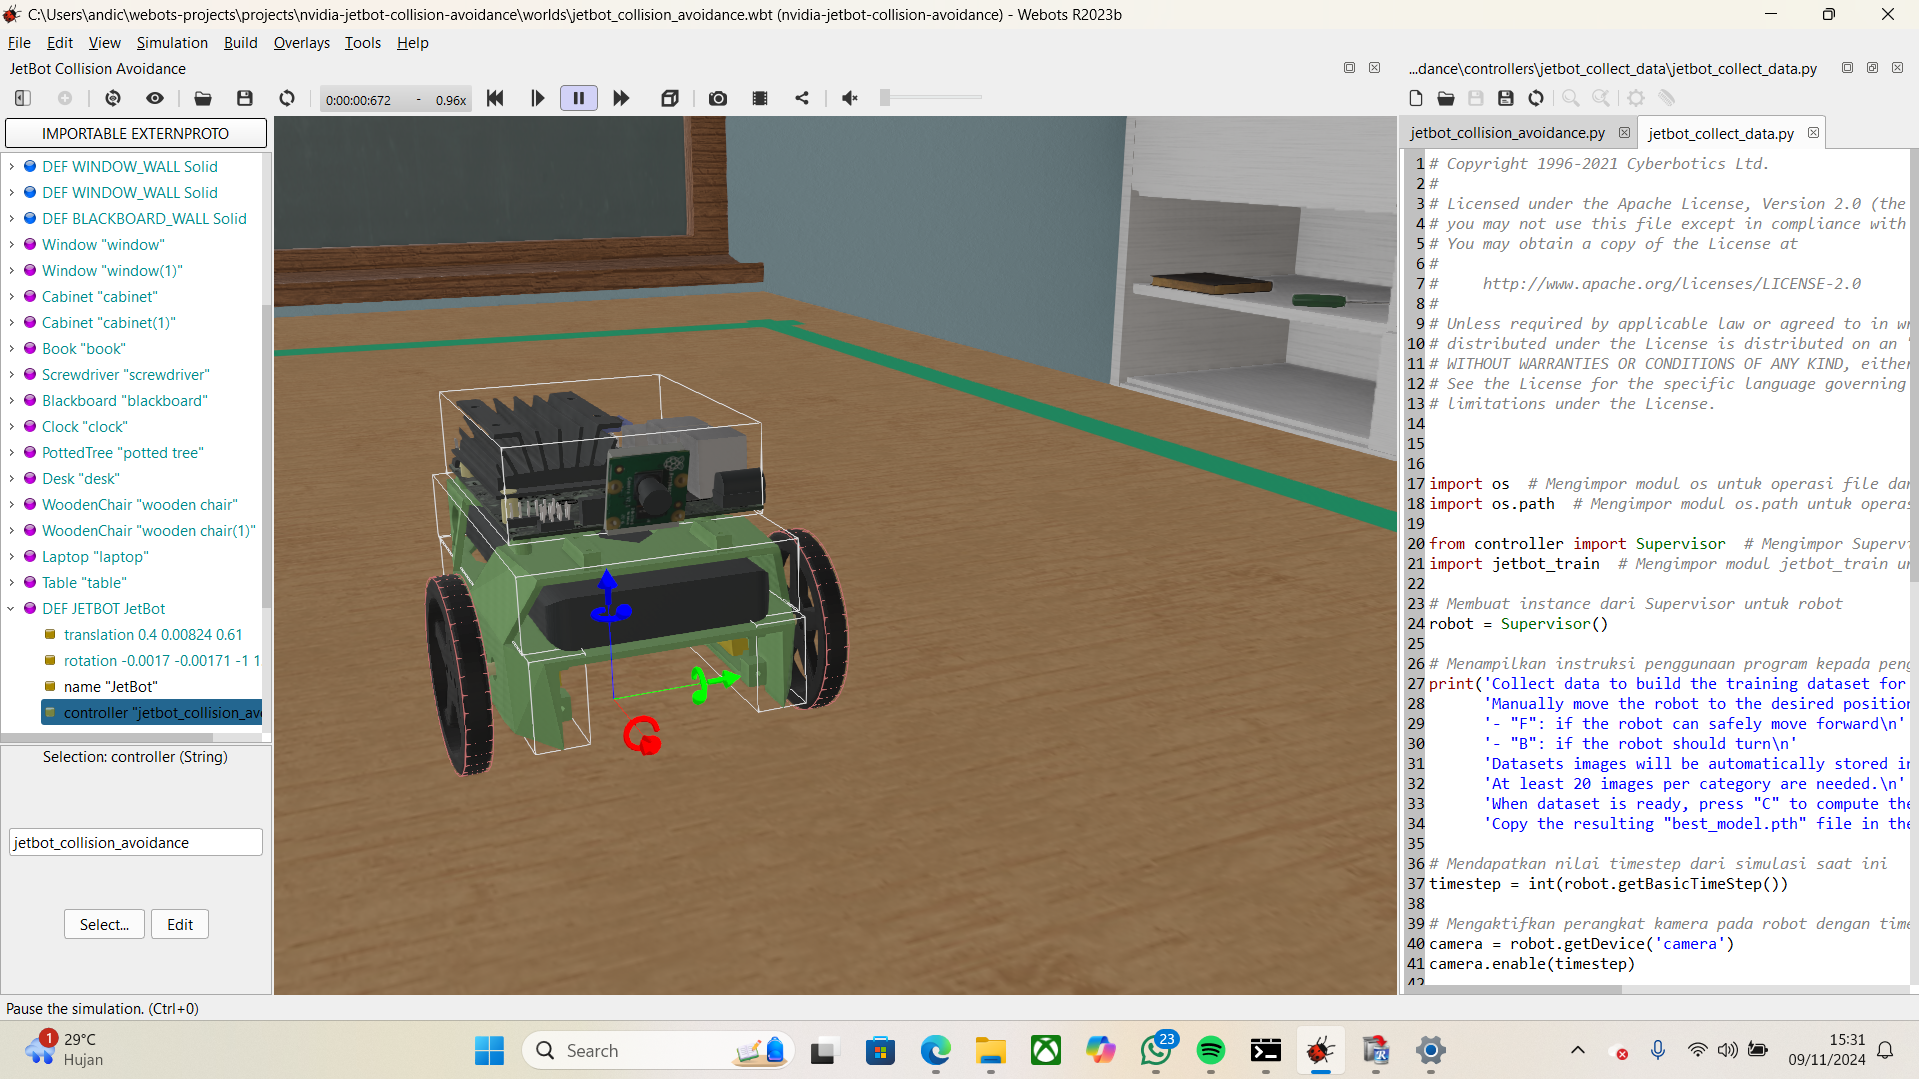 C:\Users\andic\webots-projects\projects\nvidia-jetbot-collision-avoidance\worlds\jetbot_collision_avoidance.wbt (nvidia-jetbot-collision-avoidance) - Webots R2023b
File Edit View Simulation Build Overlays Tools Help
JetBot Collision Avoidance
0:00:00:672 - 0.96x
IMPORTABLE EXTERNPROTO
DEF WINDOW_WALL Solid
DEF WINDOW_WALL Solid
DEF BLACKBOARD_WALL Solid
Window "window"
Window "window(1)"
Cabinet "cabinet"
Cabinet "cabinet(1)"
Book "book"
Screwdriver "screwdriver"
Blackboard "blackboard"
Clock "clock"
PottedTree "potted tree"
Desk "desk"
WoodenChair "wooden chair"
WoodenChair "wooden chair(1)"
Laptop "laptop"
Table "table"
DEF JETBOT JetBot
translation 0.4 0.00824 0.61
rotation -0.0017 -0.00171 -1 1
name "JetBot"
controller "jetbot_collision_av
Selection: controller (String)
jetbot_collision_avoidance
Select... Edit
...dance\controllers\jetbot_collect_data\jetbot_collect_data.py
jetbot_collision_avoidance.py jetbot_collect_data.py
1 # Copyright 1996-2021 Cyberbotics Ltd.
2 #
3 # Licensed under the Apache License, Version 2.0 (the
4 # you may not use this file except in compliance with
5 # You may obtain a copy of the License at
6 #
7 # http://www.apache.org/licenses/LICENSE-2.0
8 #
9 # Unless required by applicable law or agreed to in wr
10 # distributed under the License is distributed on an
11 # WITHOUT WARRANTIES OR CONDITIONS OF ANY KIND, either
12 # See the License for the specific language governing
13 # limitations under the License.
14
15
16
17 import os # Mengimpor modul os untuk operasi file dan
18 import os.path # Mengimpor modul os.path untuk operas
19
20 from controller import Supervisor # Mengimpor Superv
21 import jetbot_train # Mengimpor modul jetbot_train un
22
23 # Membuat instance dari Supervisor untuk robot
24 robot = Supervisor()
25
26 # Menampilkan instruksi penggunaan program kepada peng
27 print('Collect data to build the training dataset for
28 'Manually move the robot to the desired position
29 '- "F": if the robot can safely move forward\n'
30 '- "B": if the robot should turn\n'
31 'Datasets images will be automatically stored in
32 'At least 20 images per category are needed.\n'
33 'When dataset is ready, press "C" to compute the
34 'Copy the resulting "best_model.pth" file in the
35
36 # Mendapatkan nilai timestep dari simulasi saat ini
37 timestep = int(robot.getBasicTimeStep())
38
39 # Mengaktifkan perangkat kamera pada robot dengan time
40 camera = robot.getDevice('camera')
41 camera.enable(timestep)
42
Pause the simulation. (Ctrl+0)
1
29°C
Hujan
Search
23
15:31
09/11/2024